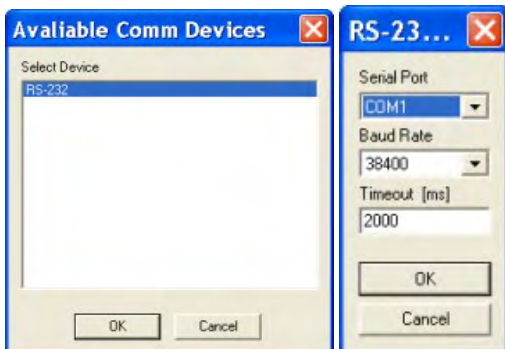 Avaliable Comm Devices
Select Device
RS-232
OK
Cancel
RS-23...
Serial Port
COM1
Baud Rate
38400
Timeout [ms]
2000
OK
Cancel